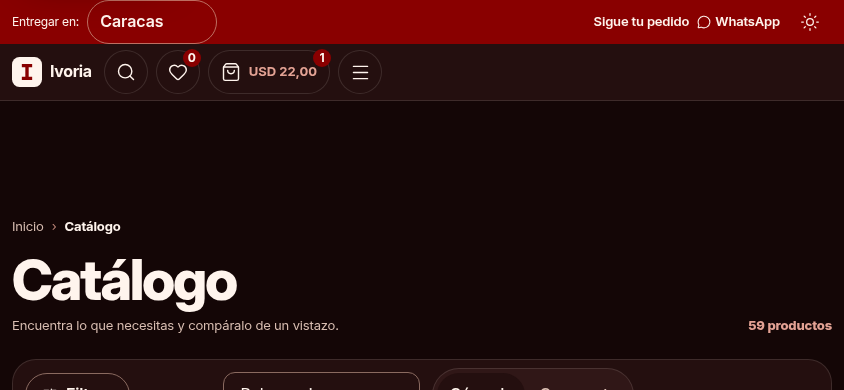 Entregar en: Caracas
Sigue tu pedido WhatsApp
I Ivoria 0 USD 22,00 1
Inicio › Catálogo
Catálogo
Encuentra lo que necesitas y compáralo de un vistazo.
59 productos